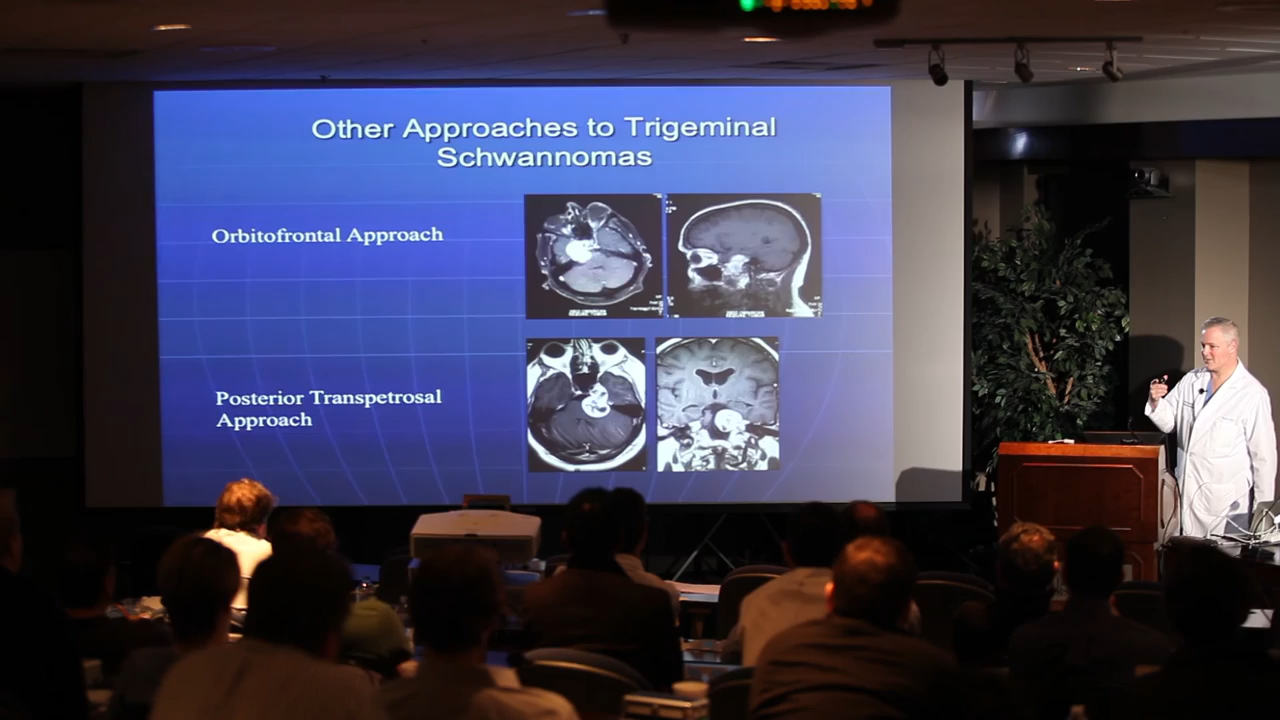 Other Approaches to Trigeminal
Schwannomas
Orbitofrontal Approach
Posterior Transpetrosal
Approach